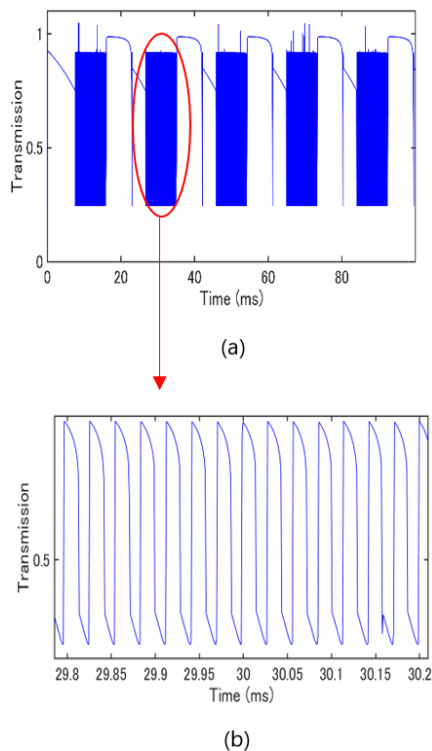 1
0.5
0
Transmission
0 20 40 60 80
Time (ms)
(a)
0.5
Transmission
29.8 29.85 29.9 29.95 30 30.05 30.1 30.15 30.2
Time (ms)
(b)